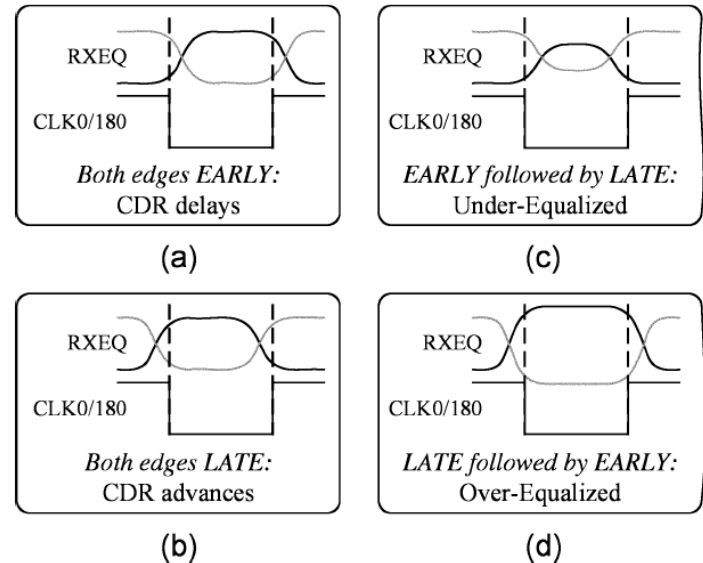 RXEQ
CLK0/180
Both edges EARLY:
CDR delays
(a)
RXEQ
CLK0/180
EARLY followed by LATE:
Under-Equalized
(c)
RXEQ
CLK0/180
Both edges LATE:
CDR advances
(b)
RXEQ
CLK0/180
LATE followed by EARLY:
Over-Equalized
(d)